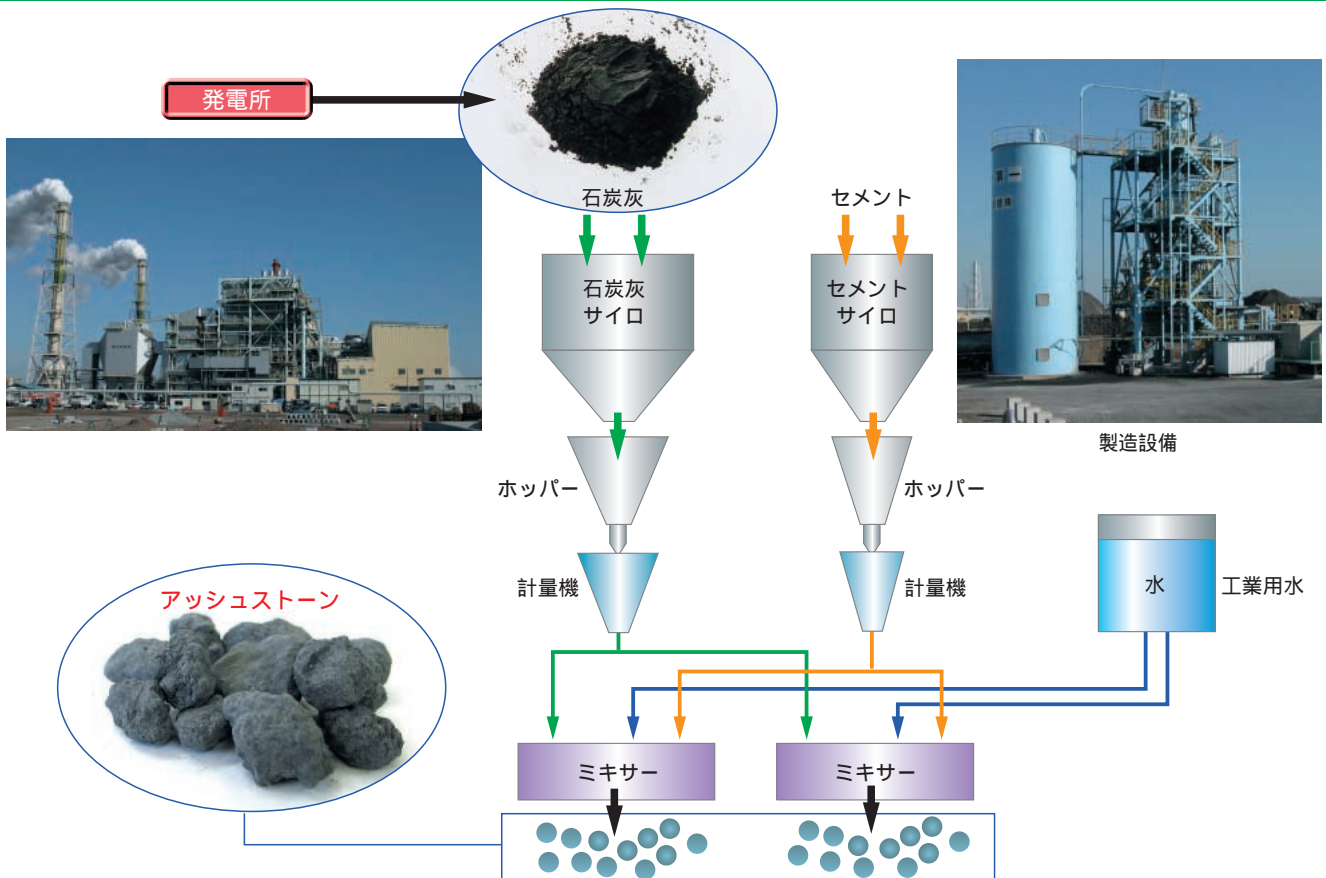 発電所
石炭灰
セメント
石炭灰
サイロ
セメント
サイロ
製造設備
ホッパー
ホッパー
計量機
計量機
水
工業用水
アッシュストーン
ミキサー
ミキサー